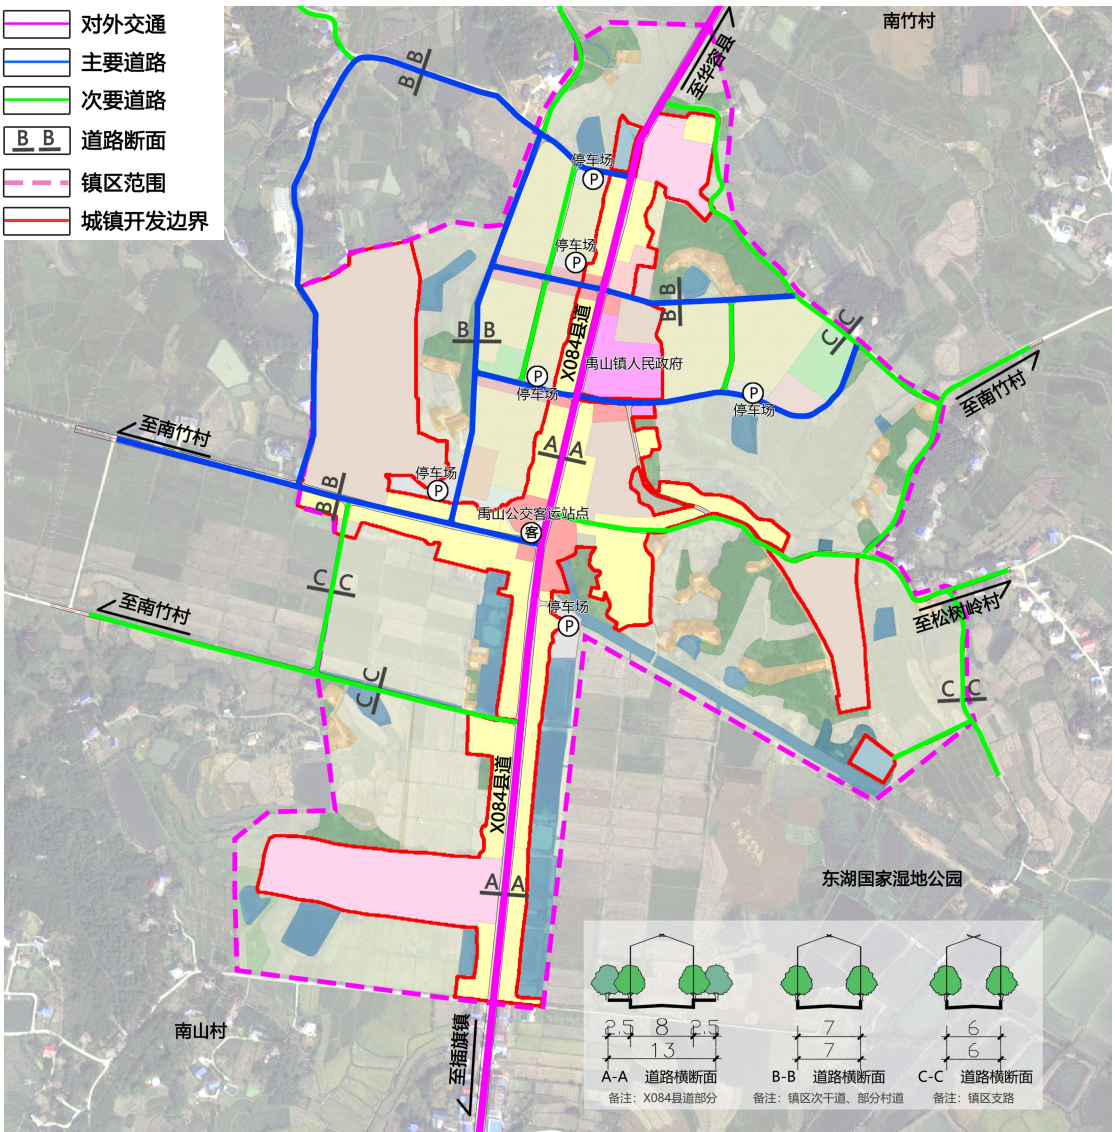 对外交通
主要道路
次要道路
B B 道路断面
镇区范围
城镇开发边界
南竹村
至华容县
B B
停车场
P
停车场
P
B B
X084县道
B B
C C
禹山镇人民政府
P
停车场
P
停车场
至南竹村
A A
至南竹村
停车场
P
B B
禹山公交客运站点
客
C C
至南竹村
停车场
P
至松树岭村
C C
C C
X084县道
A A
东湖国家湿地公园
南山村
至插旗镇
2.5 8 2.5
13
A-A 道路横断面
备注：X084县道部分
7
7
B-B 道路横断面
备注：镇区次干道、部分村道
6
6
C-C 道路横断面
备注：镇区支路